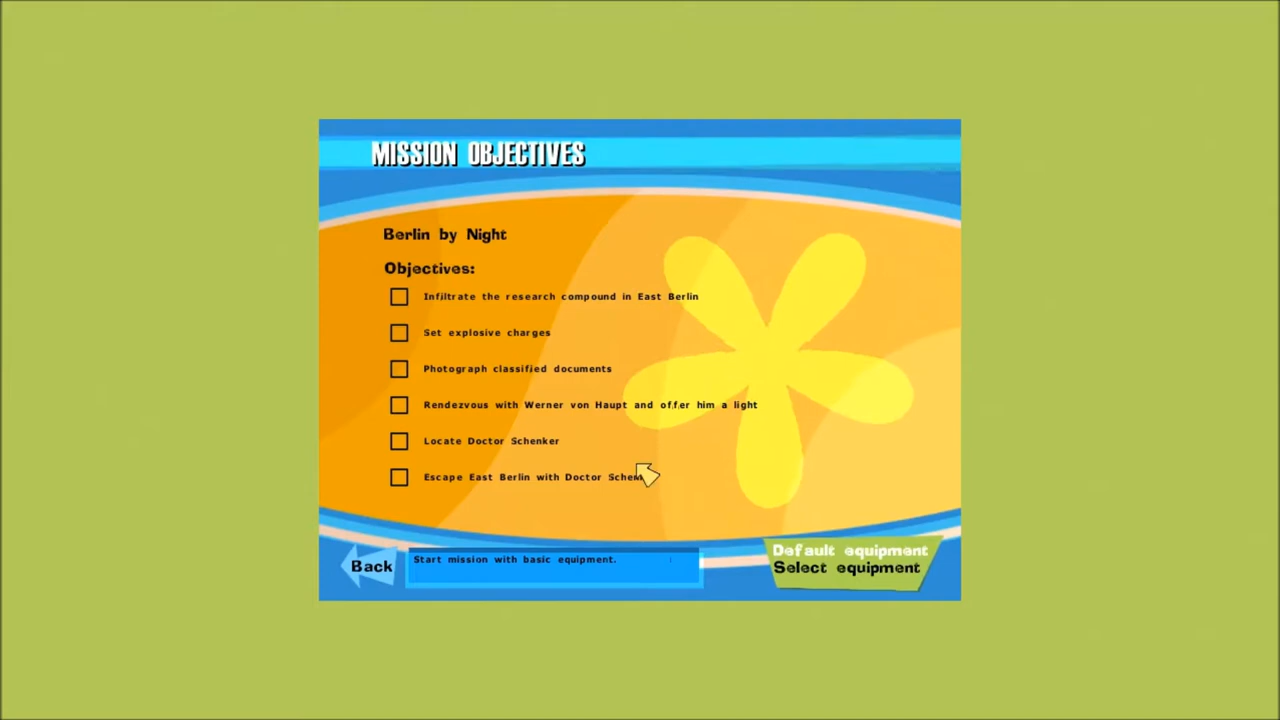 MISSION OBJECTIVES
Berlin by Night
Objectives:
Infiltrate the research compound in East Berlin
Set explosive charges
Photograph classified documents
Rendezvous with Werner von Haupt and offer him a light
Locate Doctor Schenker
Escape East Berlin with Doctor
Back
Start mission with basic equipment.
Default equipment
Select equipment